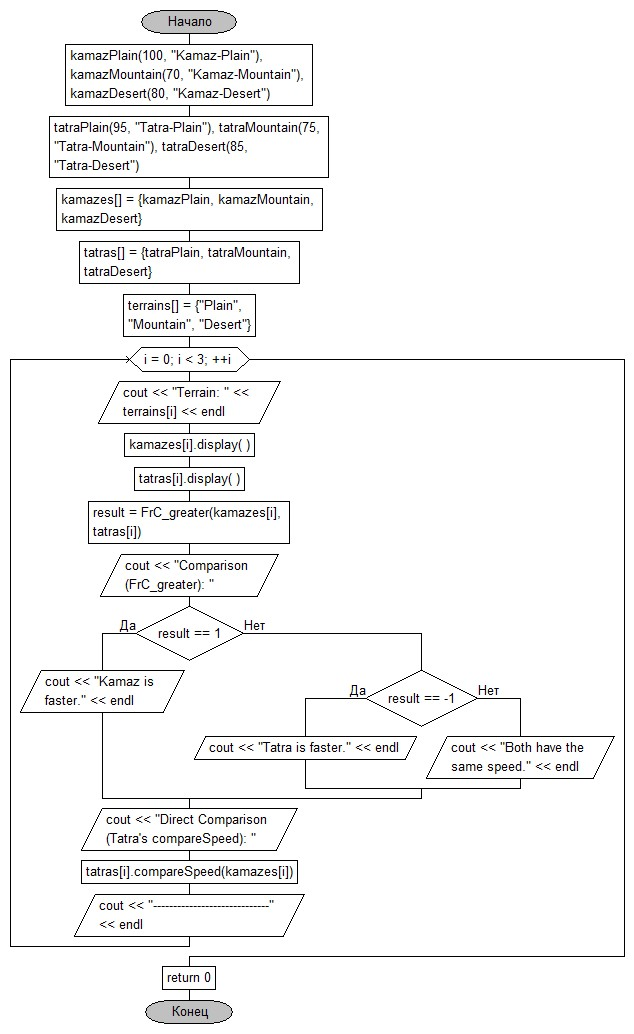 Начало
kamazPlain(100, "Kamaz-Plain"),
kamazMountain(70, "Kamaz-Mountain"),
kamazDesert(80, "Kamaz-Desert")
tatraPlain(95, "Tatra-Plain"), tatraMountain(75,
"Tatra-Mountain"), tatraDesert(85,
"Tatra-Desert")
kamazes[] = {kamazPlain, kamazMountain,
kamazDesert}
tatras[] = {tatraPlain, tatraMountain,
tatraDesert}
terrains[] = {"Plain",
"Mountain", "Desert"}
i = 0; i < 3; ++i
cout << "Terrain: " <<
terrains[i] << endl
kamazes[i].display( )
tatras[i].display( )
result = FrC_greater(kamazes[i],
tatras[i])
cout << "Comparison
(FrC_greater): "
Да
result == 1
Нет
cout << "Kamaz is
faster." << endl
Да
result == -1
Нет
cout << "Tatra is faster." << endl
cout << "Both have the
same speed." << endl
cout << "Direct Comparison
(Tatra's compareSpeed): "
tatras[i].compareSpeed(kamazes[i])
cout << "-----------------------------"
<< endl
return 0
Конец